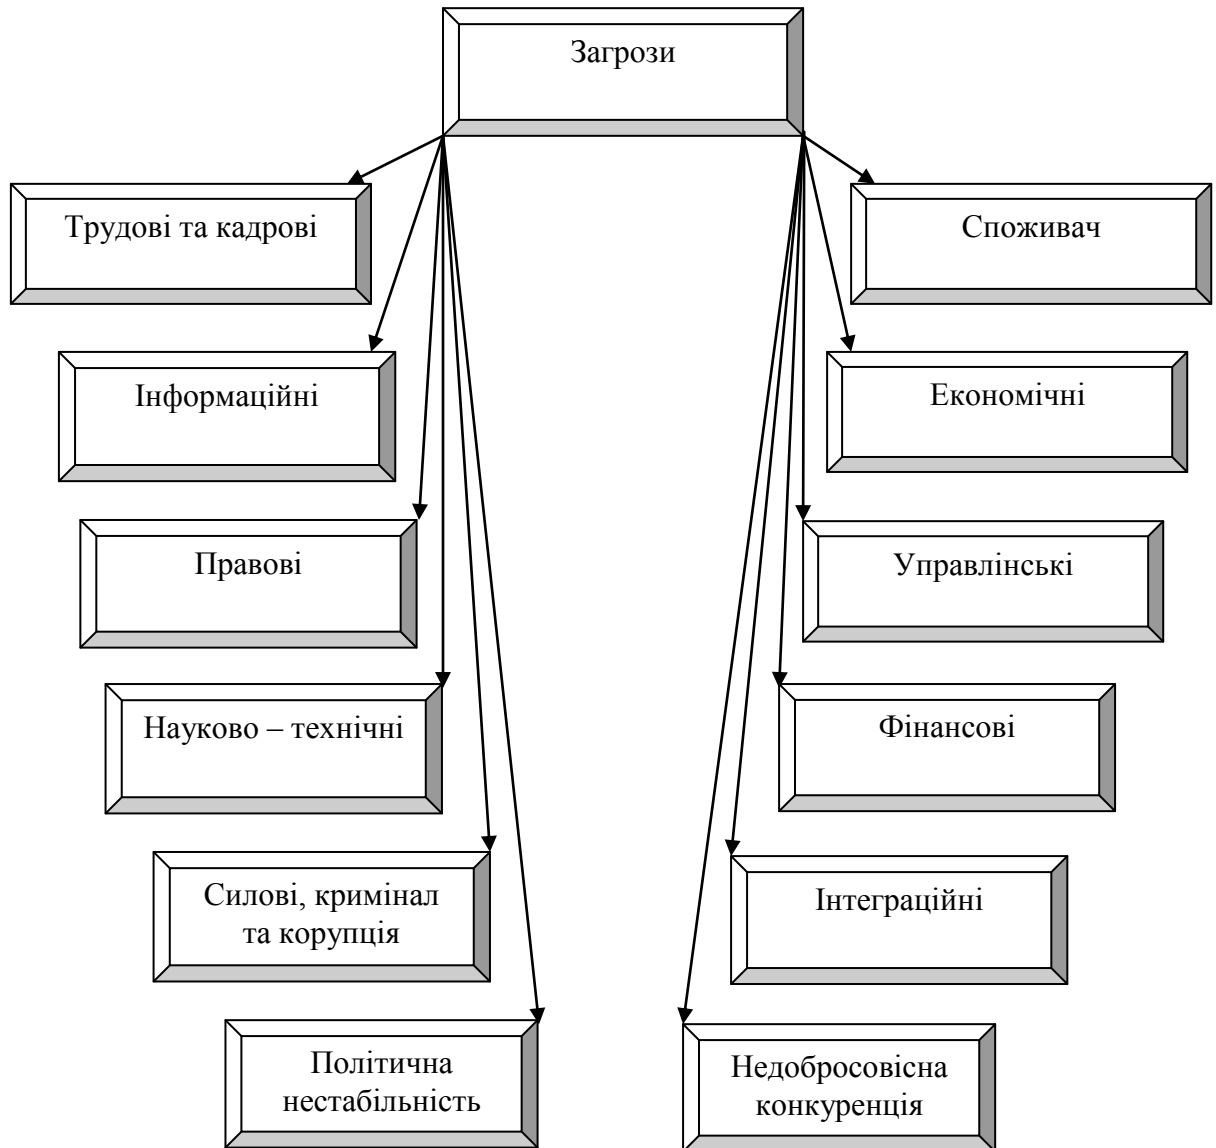 Загрози
Трудові та кадрові
Споживач
Інформаційні
Економічні
Правові
Управлінські
Науково – технічні
Фінансові
Силові, кримінал
та корупція
Інтеграційні
Політична
нестабільність
Недобросовісна
конкуренція